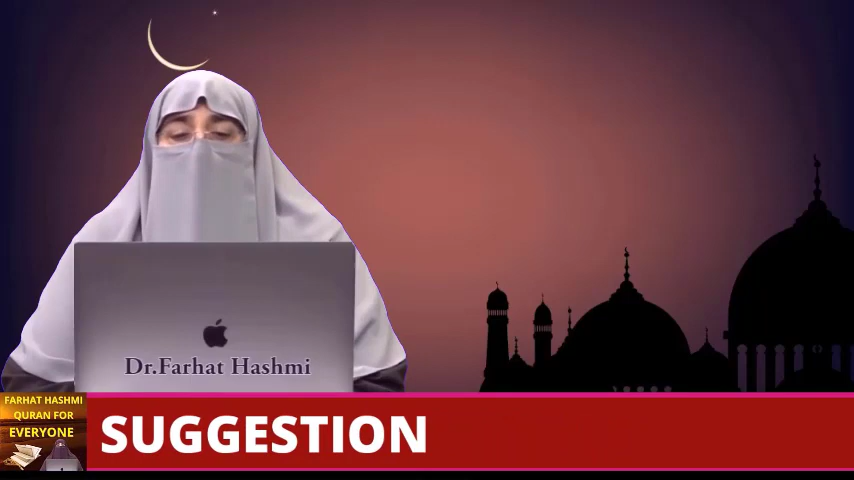 Dr.Farhat Hashmi
FARHAT HASHMI
QURAN FOR
EVERYONE
SUGGESTION